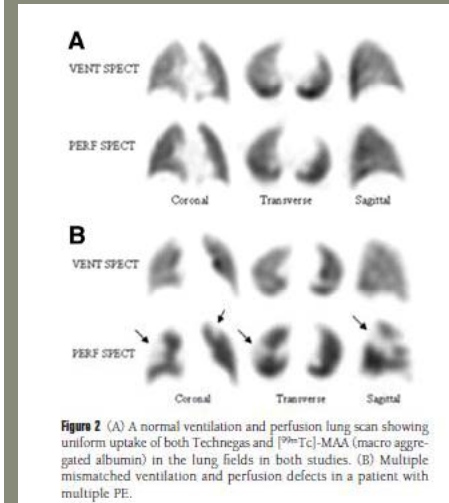 A
VENT SPECT
PERF SPECT
Coronal Transverse Sagittal
B
VENT SPECT
PERF SPECT
Coronal Transverse Sagittal
Figure 2 (A) A normal ventilation and perfusion lung scan showing
uniform uptake of both Technegas and [⁹⁹ᵐTc]-MAA (macro aggre-
gated albumin) in the lung fields in both studies. (B) Multiple
mismatched ventilation and perfusion defects in a patient with
multiple PE.